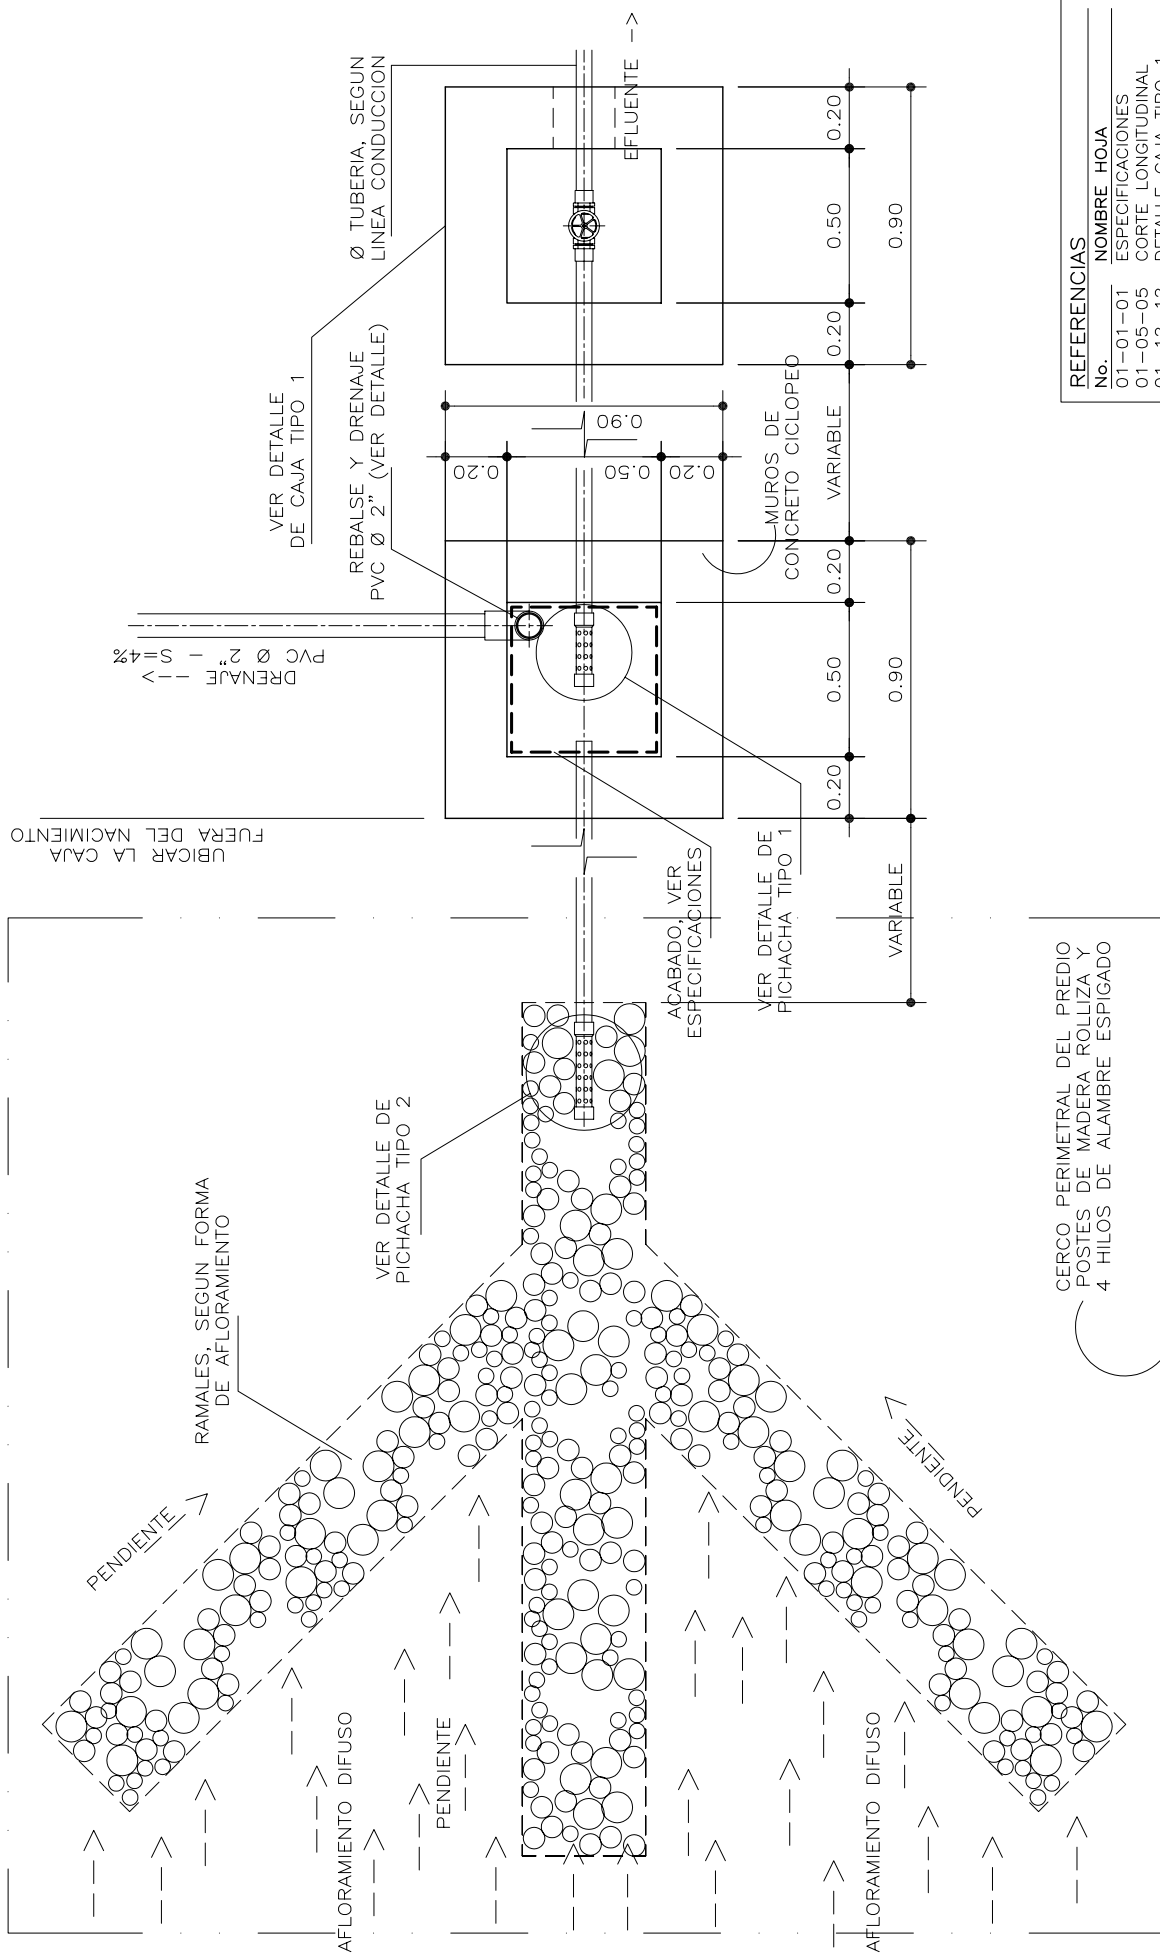 UBICAR LA CAJA
FUERA DEL NACIMIENTO
DRENAJE -->
PVC Ø 2" - S=4%
VER DETALLE
DE CAJA TIPO 1
REBALSE Y DRENAJE
PVC Ø 2" (VER DETALLE)
Ø TUBERIA, SEGUN
LINEA CONDUCCION
EFLUENTE -->
RAMALES, SEGUN FORMA
DE AFLORAMIENTO
VER DETALLE DE
PICHACHA TIPO 2
PENDIENTE
PENDIENTE
PENDIENTE
AFLORAMIENTO DIFUSO
AFLORAMIENTO DIFUSO
ACABADO, VER
ESPECIFICACIONES
VER DETALLE DE
PICHACHA TIPO 1
MUROS DE
CONCRETO CICLOPEO
0.20
0.50
0.20
0.90
VARIABLE
0.20
0.50
0.20
VARIABLE
0.20
0.50
0.20
0.90
0.90
CERCO PERIMETRAL DEL PREDIO
POSTES DE MADERA ROLLIZA Y
4 HILOS DE ALAMBRE ESPIGADO
REFERENCIAS
No. NOMBRE HOJA
01-01-01 ESPECIFICACIONES
01-05-05 CORTE LONGITUDINAL
DETALLE CAJA TIPO 1